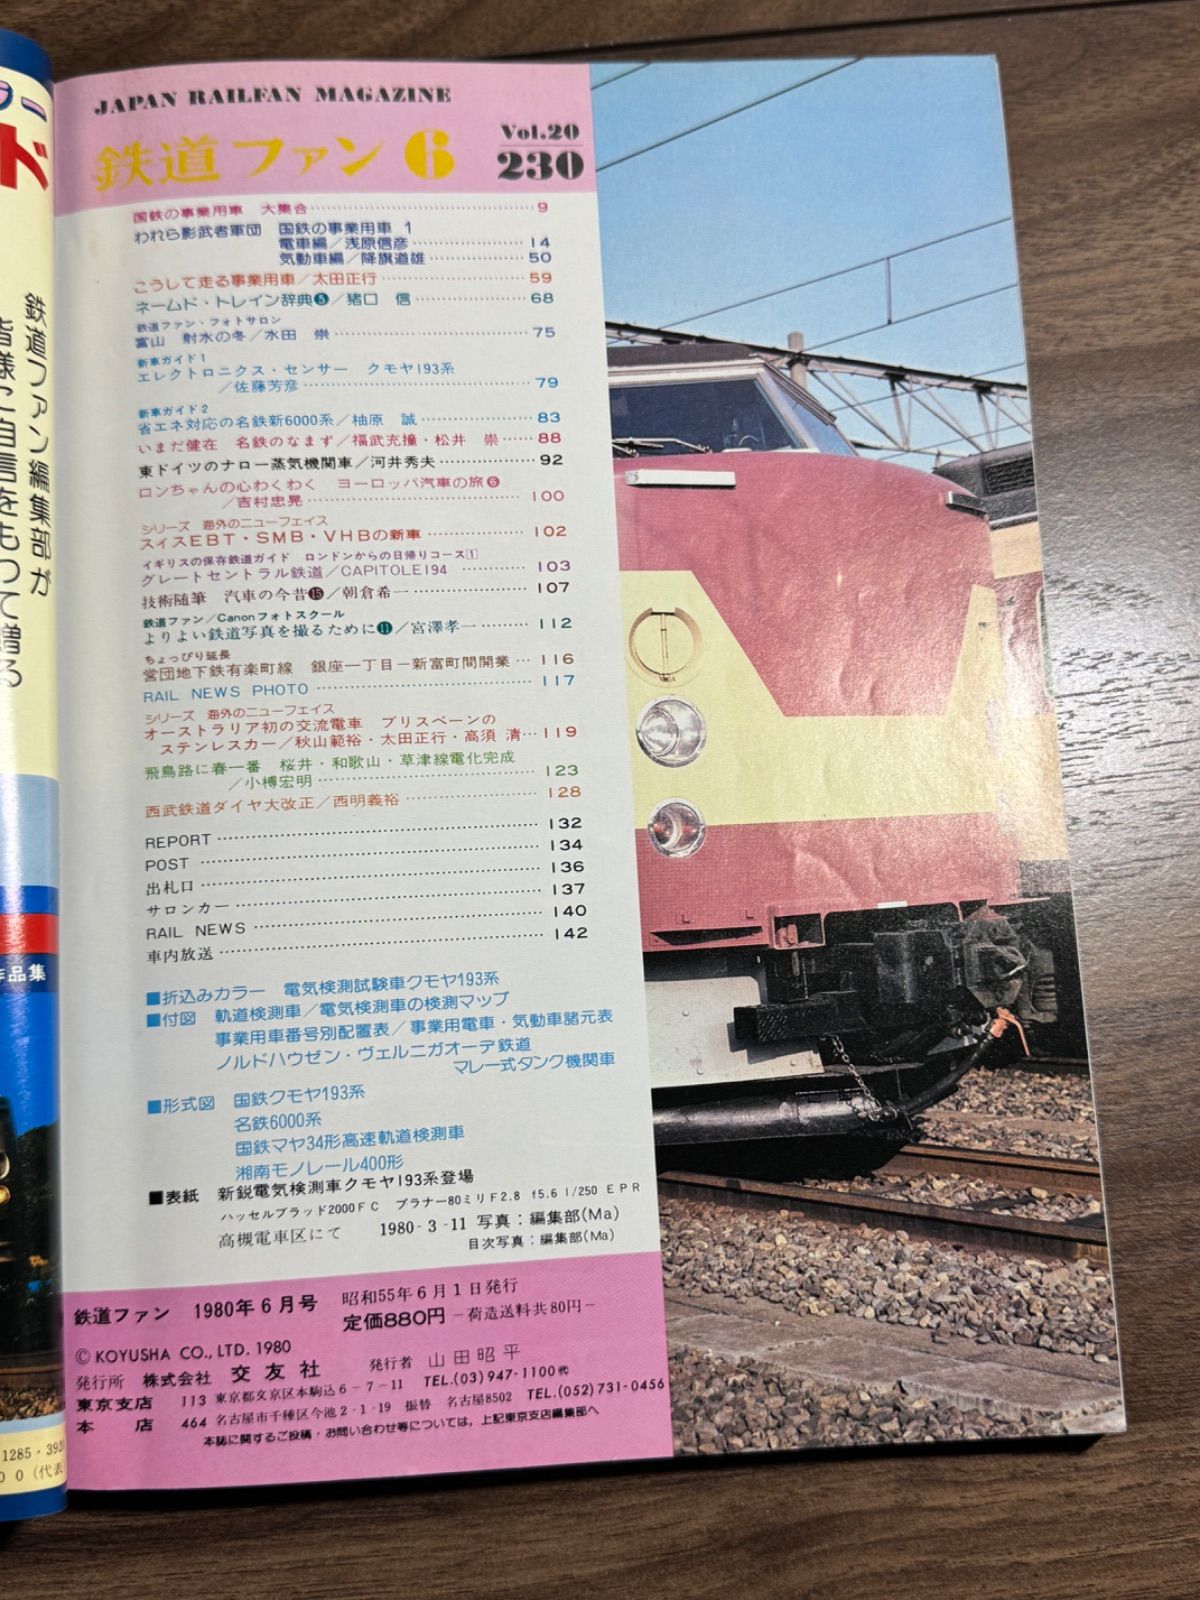 JAPAN RAILFAN MAGAZINE
鉄道ファン 6
Vol.20
230
国鉄の事業用車 大集合 9
われら影武者軍団 国鉄の事業用車 1
電車編／浅原信彦 14
気動車編／降旗道雄 50
こうして走る事業用車／太田正行 59
ネームド・トレイン辞典❺／猪口 信 68
鉄道ファン・フォトサロン
富山 射水の冬／水田 崇 75
新車ガイド1
エレクトロニクス・センサー クモヤ193系
／佐藤芳彦 79
新車ガイド2
省エネ対応の名鉄新6000系／柚原 誠 83
いまだ健在 名鉄のなまず／福武充撞・松井 崇 88
東ドイツのナロー蒸気機関車／河井秀夫 92
ロンちゃんの心わくわく ヨーロッパ汽車の旅❻
／吉村忠晃 100
シリーズ 海外のニューフェイス
スイスEBT・SMB・VHBの新車 102
イギリスの保存鉄道ガイド ロンドンからの日帰りコース1
グレートセントラル鉄道／CAPITOLE194 103
技術随筆 汽車の今昔⓯／朝倉希一 107
鉄道ファン／Canonフォトスクール
よりよい鉄道写真を撮るために⓫／宮澤孝一 112
ちょっぴり延長
営団地下鉄有楽町線 銀座一丁目－新富町間開業 116
RAIL NEWS PHOTO 117
シリーズ 海外のニューフェイス
オーストラリア初の交流電車 ブリスベーンの
ステンレスカー／秋山範裕・太田正行・高須 清 119
飛鳥路に春一番 桜井・和歌山・草津線電化完成
／小榑宏明 123
西武鉄道ダイヤ大改正／西明義裕 128
REPORT 132
POST 134
出札口 136
サロンカー 137
RAIL NEWS 140
車内放送 142
■折込みカラー 電気検測試験車クモヤ193系
■付図 軌道検測車／電気検測車の検測マップ
事業用車番号別配置表／事業用電車・気動車諸元表
ノルドハウゼン・ヴェルニガオーデ鉄道
マレー式タンク機関車
■形式図 国鉄クモヤ193系
名鉄6000系
国鉄マヤ34形高速軌道検測車
湘南モノレール400形
■表紙 新鋭電気検測車クモヤ193系登場
ハッセルブラッド2000FC プラナー80ミリF2.8 f5.6 1/250 EPR
高槻電車区にて 1980-3-11 写真：編集部(Ma)
目次写真：編集部(Ma)
鉄道ファン 1980年6月号 昭和55年6月1日発行
定価880円 －荷造送料共80円－
© KOYUSHA CO., LTD. 1980
発行所 株式会社 交友社 発行者 山田昭平
東京支店 113 東京都文京区本駒込6-7-11 TEL.(03)947-1100㈹
本店 464 名古屋市千種区今池2-1-19 振替 名古屋8502 TEL.(052)731-0456
本誌に関するご投稿・お問い合わせ等については，上記東京支店編集部へ
ラー
ド
鉄道ファン編集部が
皆様に自信をもって贈る
作品集
1285・392
00（代表）